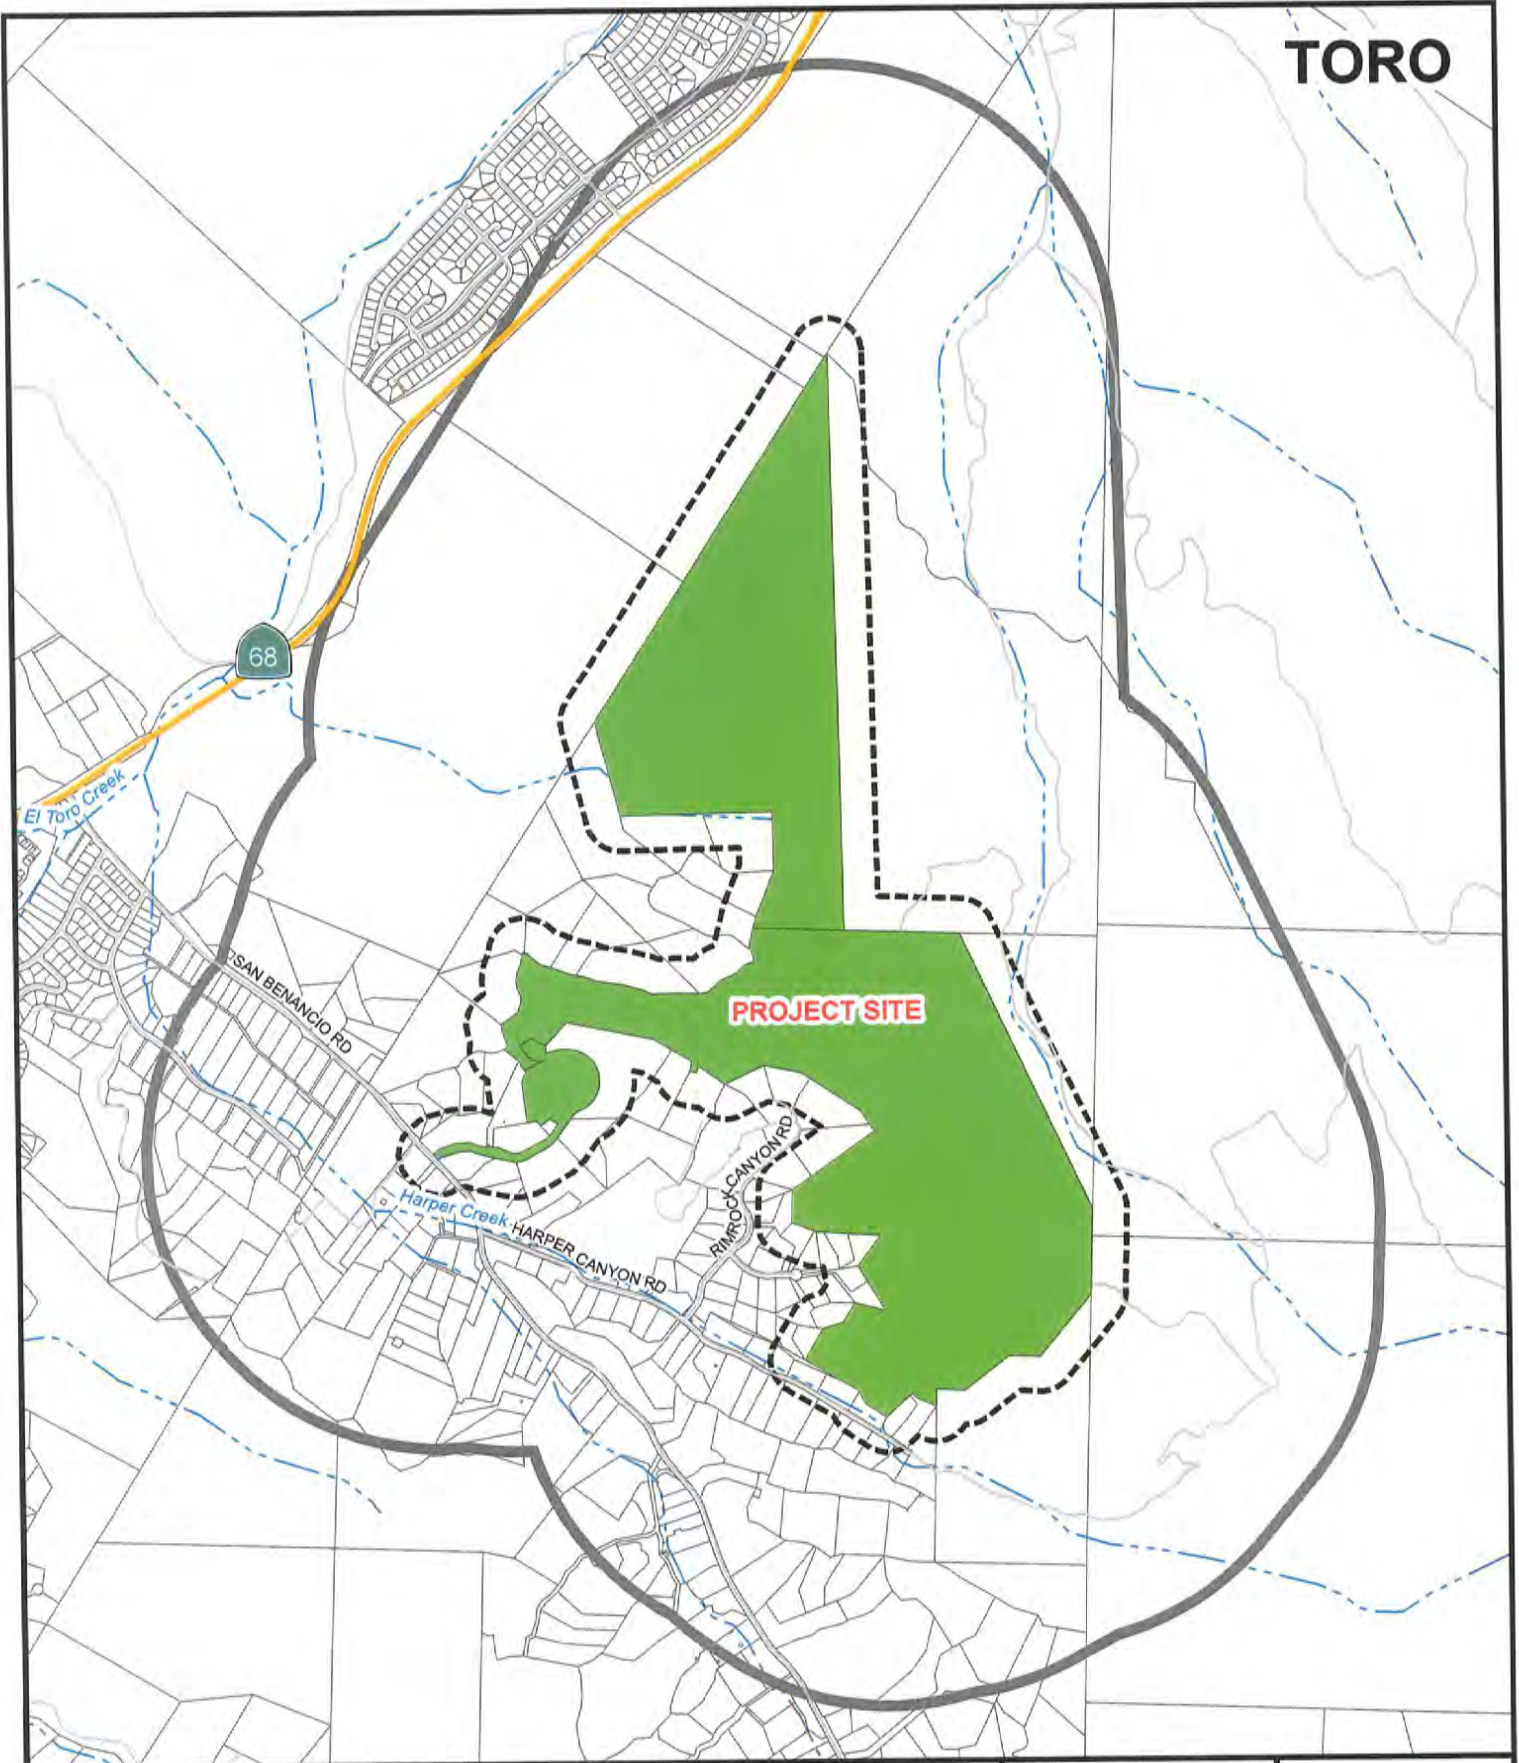 TORO
68
El Toro Creek
SAN BENANCIO RD
PROJECT SITE
RIMROCK CANYON RD
Harper Creek
HARPER CANYON RD